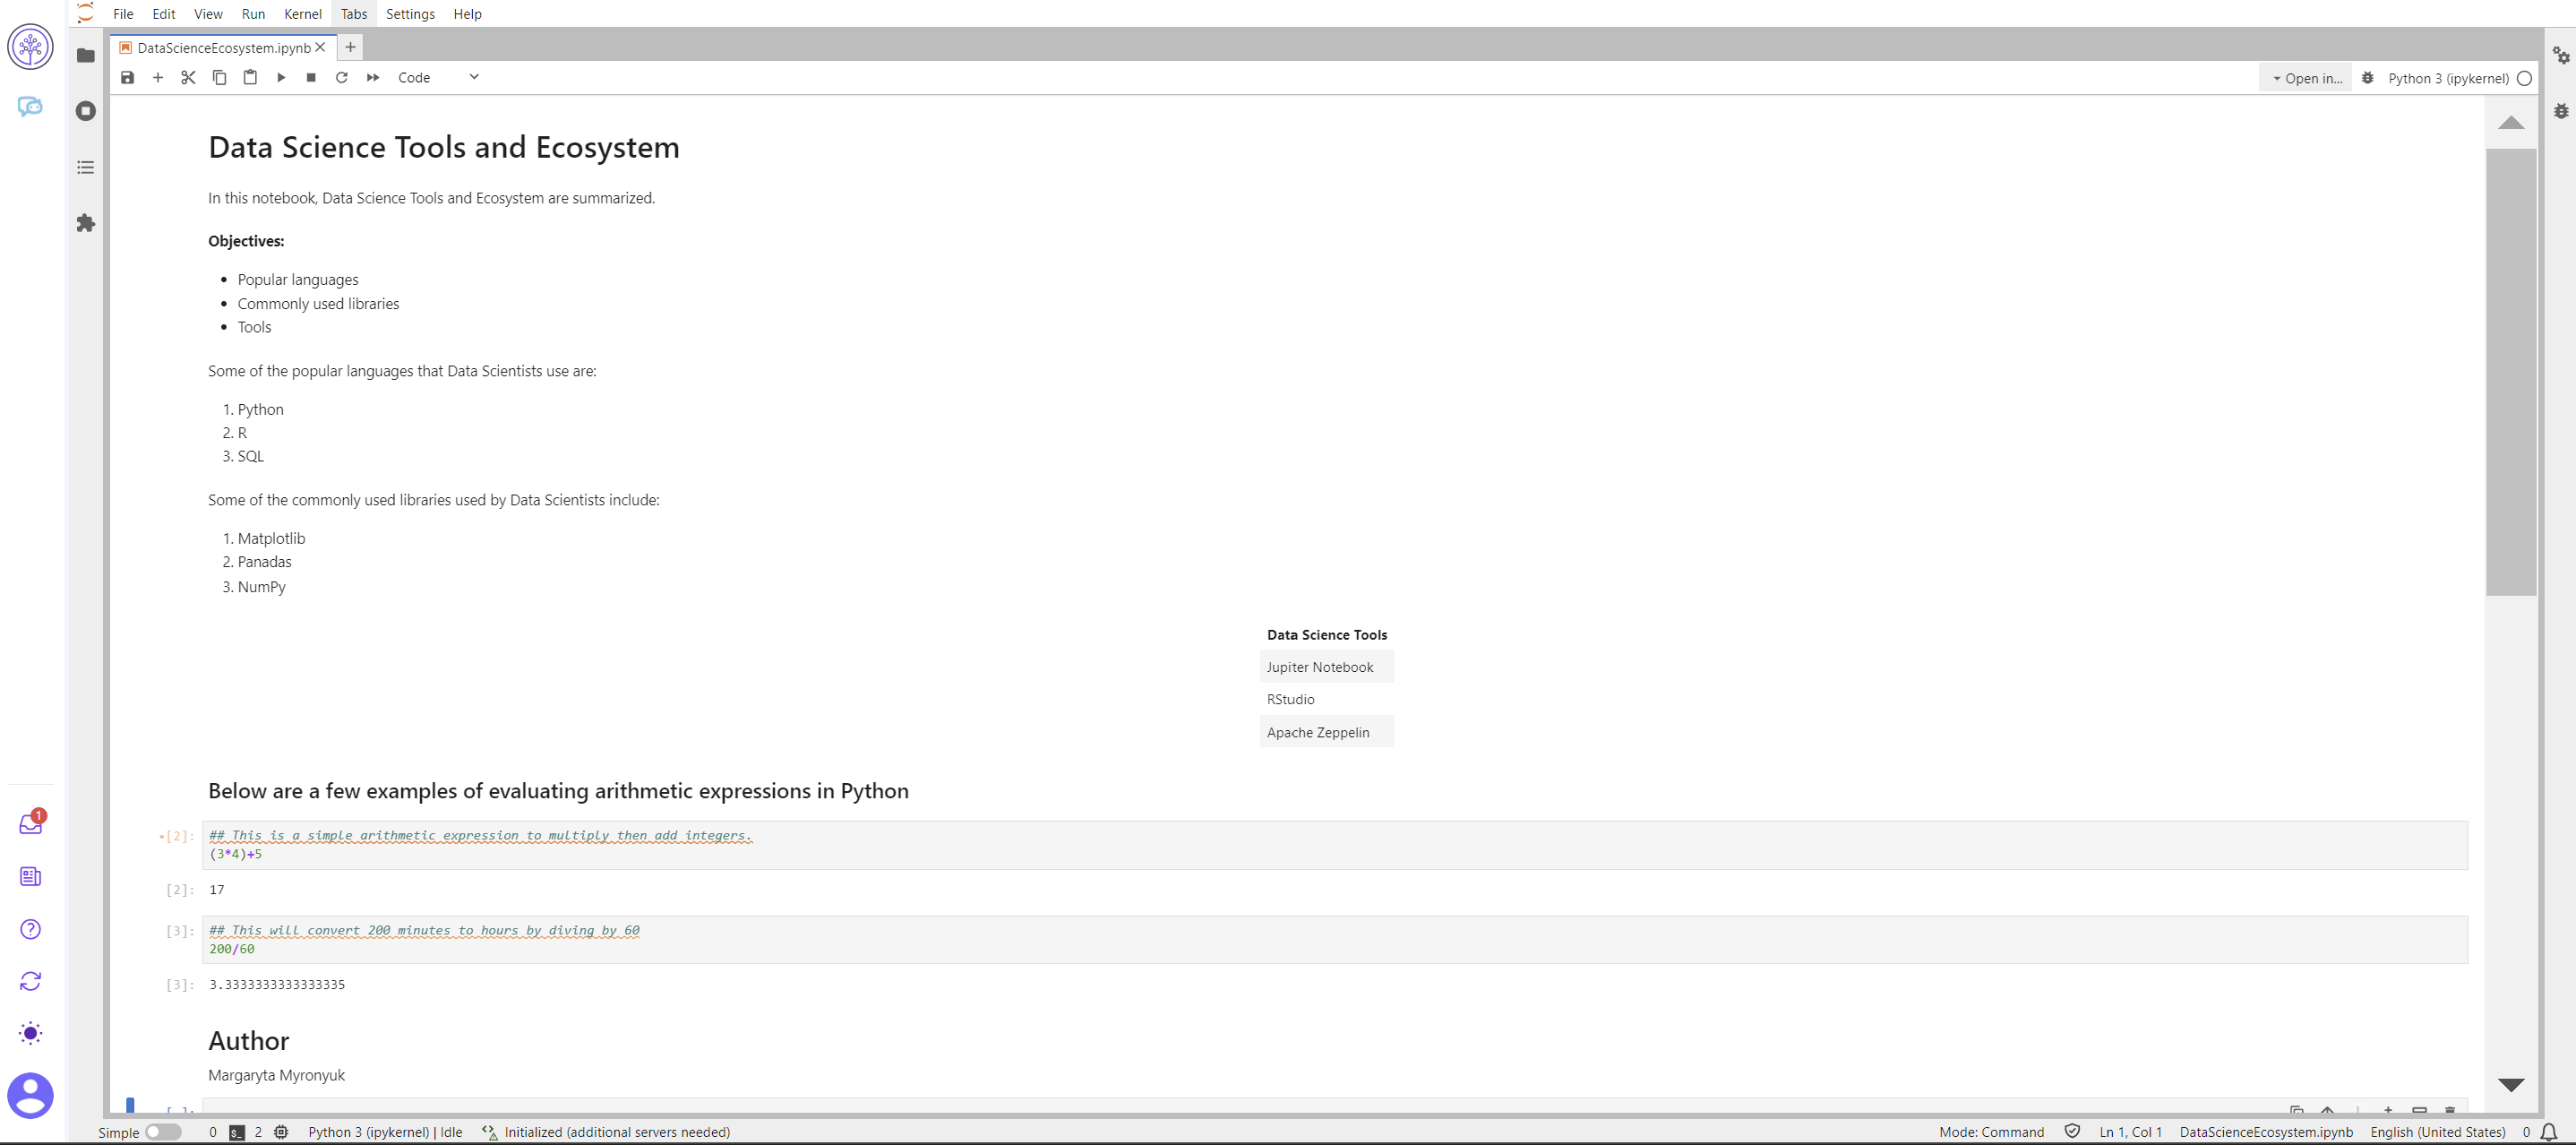 File Edit View Run Kernel Tabs Settings Help
DataScienceEcosystem.ipynb
Code
Open in...
Python 3 (ipykernel)
Data Science Tools and Ecosystem
In this notebook, Data Science Tools and Ecosystem are summarized.
Objectives:
• Popular languages
• Commonly used libraries
• Tools
Some of the popular languages that Data Scientists use are:
1. Python
2. R
3. SQL
Some of the commonly used libraries used by Data Scientists include:
1. Matplotlib
2. Panadas
3. NumPy
Data Science Tools
Jupiter Notebook
RStudio
Apache Zeppelin
Below are a few examples of evaluating arithmetic expressions in Python
[2]: ## This is a simple arithmetic expression to multiply then add integers.
(3*4)+5
[2]: 17
[3]: ## This will convert 200 minutes to hours by diving by 60
200/60
[3]: 3.3333333333333335
1
Author
Margaryta Myronyuk
[ ]:
Simple 0 $_ 2 Python 3 (ipykernel) | Idle Initialized (additional servers needed) Mode: Command Ln 1, Col 1 DataScienceEcosystem.ipynb English (United States) 0